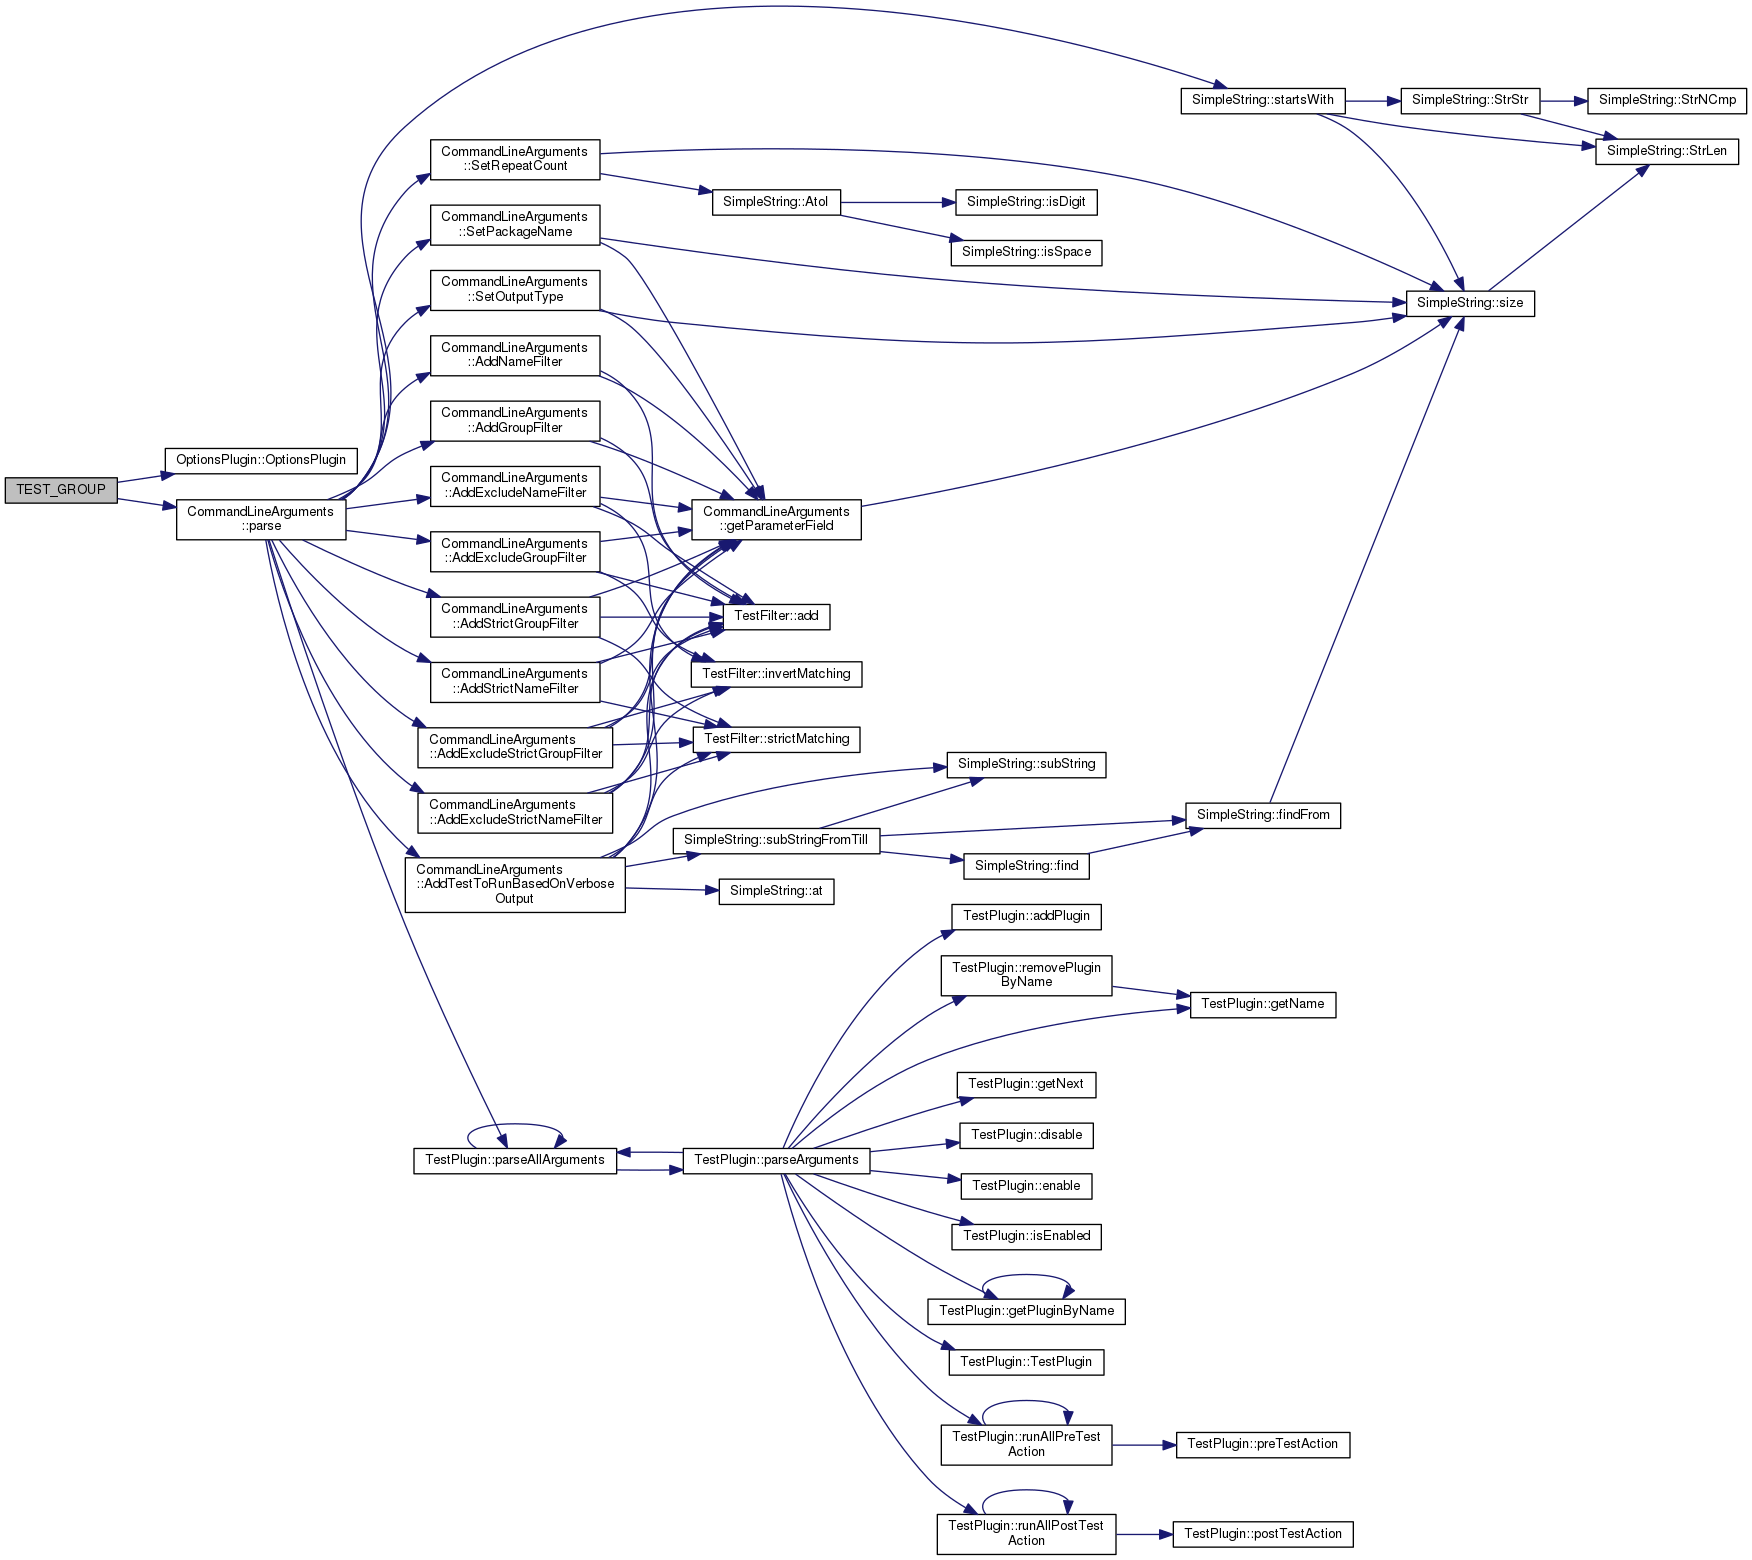 TEST_GROUP
OptionsPlugin::OptionsPlugin
CommandLineArguments
::parse
CommandLineArguments
::SetRepeatCount
CommandLineArguments
::SetPackageName
CommandLineArguments
::SetOutputType
CommandLineArguments
::AddNameFilter
CommandLineArguments
::AddGroupFilter
CommandLineArguments
::AddExcludeNameFilter
CommandLineArguments
::AddExcludeGroupFilter
CommandLineArguments
::AddStrictGroupFilter
CommandLineArguments
::AddStrictNameFilter
CommandLineArguments
::AddExcludeStrictGroupFilter
CommandLineArguments
::AddExcludeStrictNameFilter
CommandLineArguments
::AddTestToRunBasedOnVerbose
Output
TestPlugin::parseAllArguments
SimpleString::AtoI
CommandLineArguments
::getParameterField
TestFilter::add
TestFilter::invertMatching
TestFilter::strictMatching
SimpleString::subStringFromTill
SimpleString::at
TestPlugin::parseArguments
SimpleString::isDigit
SimpleString::isSpace
SimpleString::subString
SimpleString::find
TestPlugin::addPlugin
TestPlugin::removePlugin
ByName
TestPlugin::getNext
TestPlugin::disable
TestPlugin::enable
TestPlugin::isEnabled
TestPlugin::getPluginByName
TestPlugin::TestPlugin
TestPlugin::runAllPreTest
Action
TestPlugin::runAllPostTest
Action
SimpleString::startsWith
SimpleString::findFrom
TestPlugin::getName
TestPlugin::preTestAction
TestPlugin::postTestAction
SimpleString::StrStr
SimpleString::size
SimpleString::StrNCmp
SimpleString::StrLen